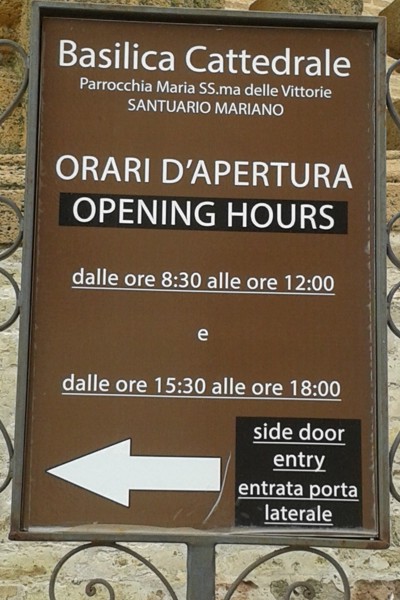 Basilica Cattedrale
Parrocchia Maria SS.ma delle Vittorie
SANTUARIO MARIANO
ORARI D'APERTURA
OPENING HOURS
dalle ore 8:30 alle ore 12:00
e
dalle ore 15:30 alle ore 18:00
side door
entry
entrata porta
laterale